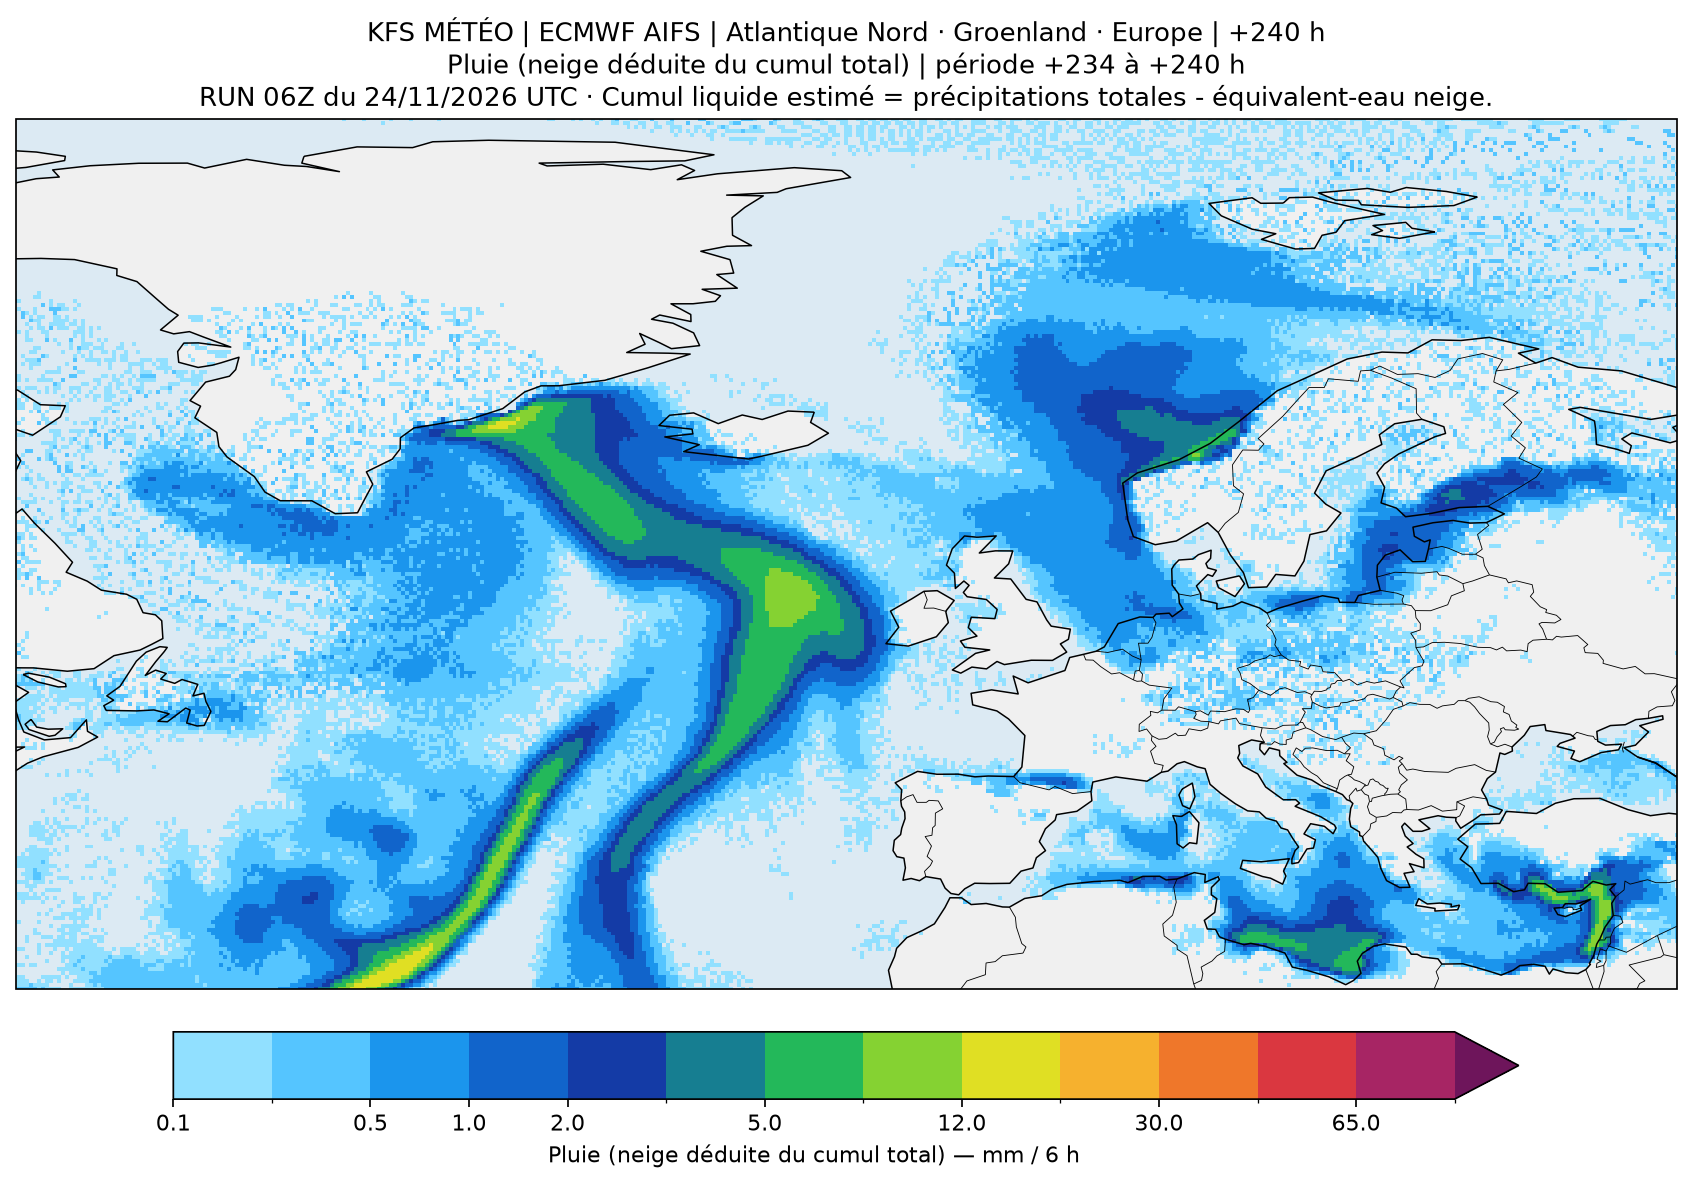 KFS MÉTÉO | ECMWF AIFS | Atlantique Nord · Groenland · Europe | +240 h
Pluie (neige déduite du cumul total) | période +234 à +240 h
RUN 06Z du 24/11/2026 UTC · Cumul liquide estimé = précipitations totales - équivalent-eau neige.
0.1 0.5 1.0 2.0 5.0 12.0 30.0 65.0
Pluie (neige déduite du cumul total) — mm / 6 h